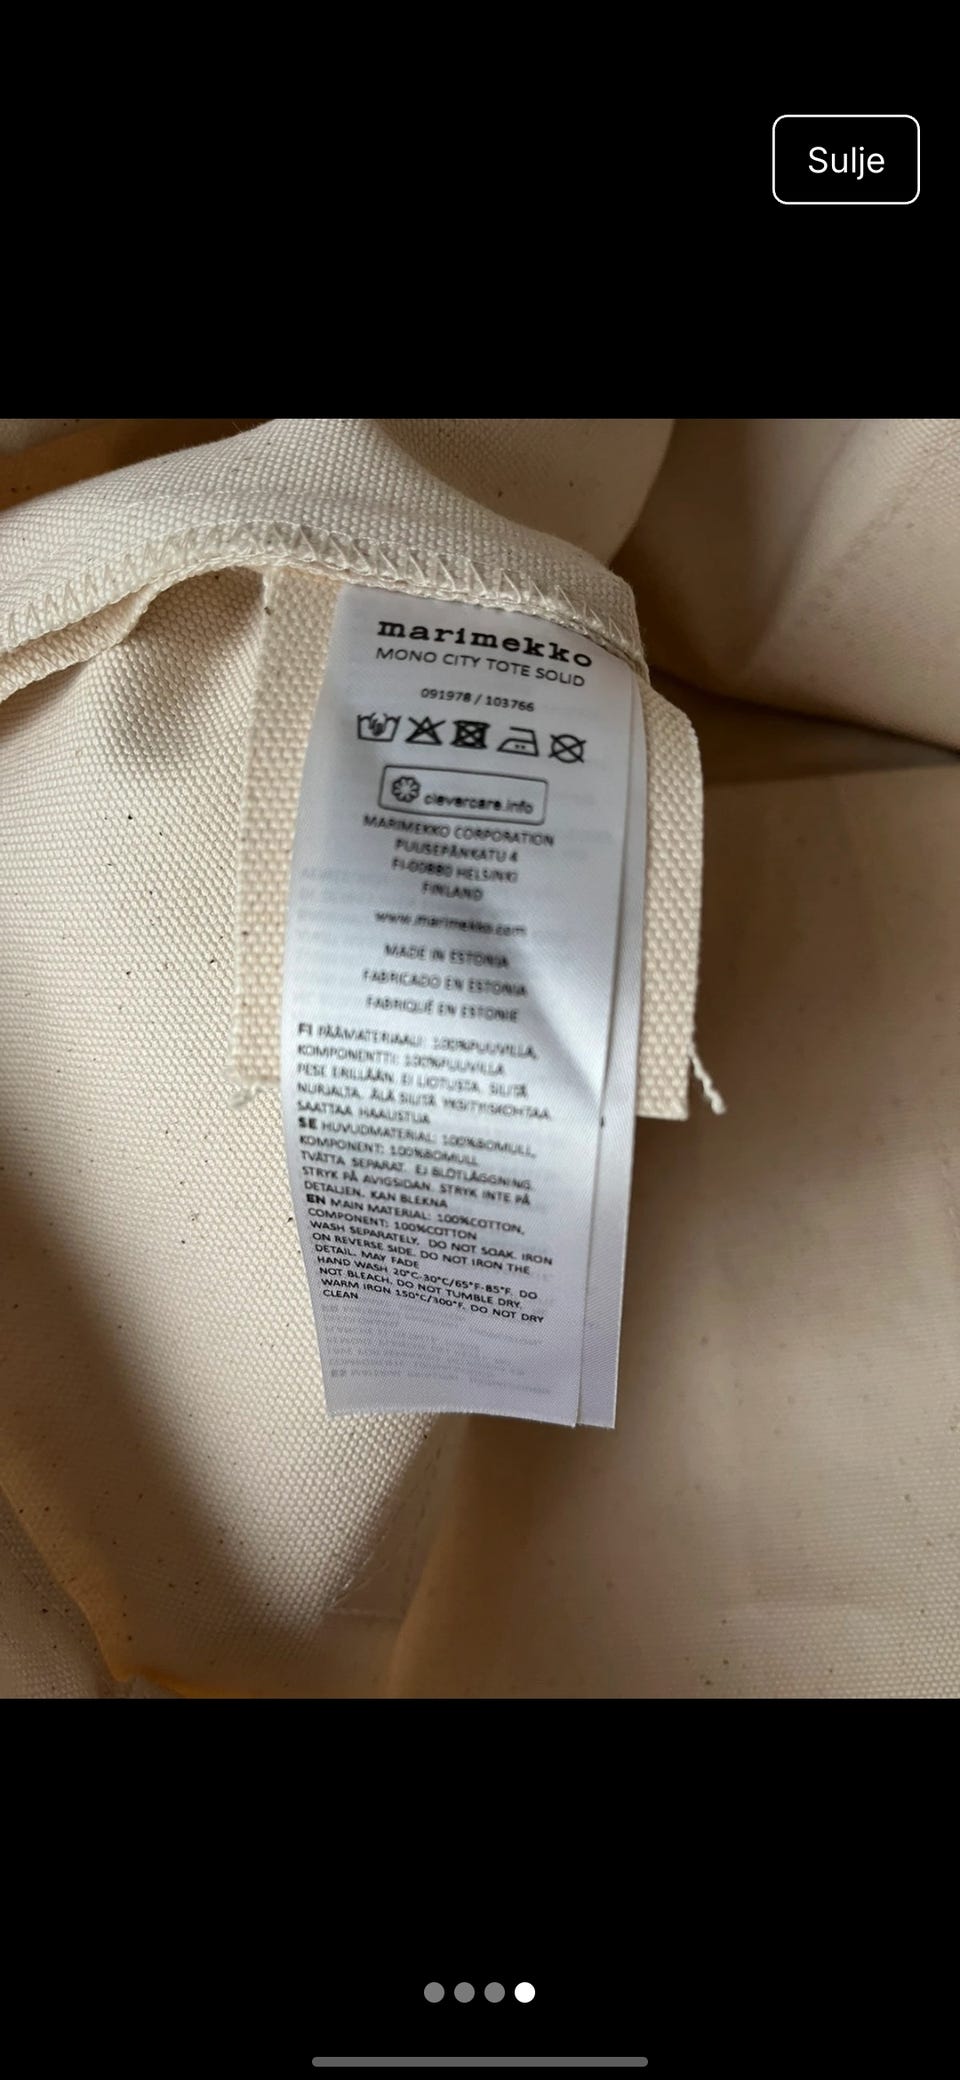 Sulje
marimekko
MONO CITY TOTE SOLID
091978 / 103766
clevercare.info
MARIMEKKO CORPORATION
PUUSEPÄNKATU 4
FI-00880 HELSINKI
FINLAND
www.marimekko.com
MADE IN ESTONIA
FABRICADO EN ESTONIA
FABRIQUÉ EN ESTONIE
FI PÄÄMATERIAALI: 100%PUUVILLA,
KOMPONENTTI: 100%PUUVILLA
PESE ERILLÄÄN. EI LIOTUSTA. SILITÄ
NURJALTA. ÄLÄ SILITÄ YKSITYISKOHTAA.
SAATTAA HAALISTUA
SE HUVUDMATERIAL: 100%BOMULL,
KOMPONENT: 100%BOMULL
TVÄTTA SEPARAT. EJ BLÖTLÄGGNING.
STRYK PÅ AVIGSIDAN. STRYK INTE PÅ
DETALJEN. KAN BLEKNA
EN MAIN MATERIAL: 100%COTTON,
COMPONENT: 100%COTTON
WASH SEPARATELY. DO NOT SOAK. IRON
ON REVERSE SIDE. DO NOT IRON THE
DETAIL. MAY FADE
HAND WASH 20°C-30°C/65°F-85°F. DO
NOT BLEACH. DO NOT TUMBLE DRY.
WARM IRON 150°C/300°F. DO NOT DRY
CLEAN